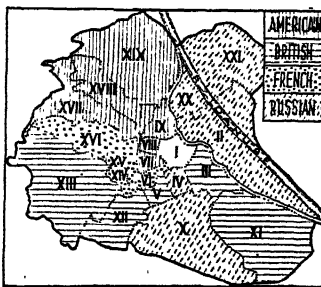 AMERICAN
BRITISH
FRENCH
RUSSIAN
XIX
XXI
XVIII
XVII
XX
IX
II
XVI
VIII
VII
I
XV
XIV
III
XIII
VI
IV
V
XII
X
XI